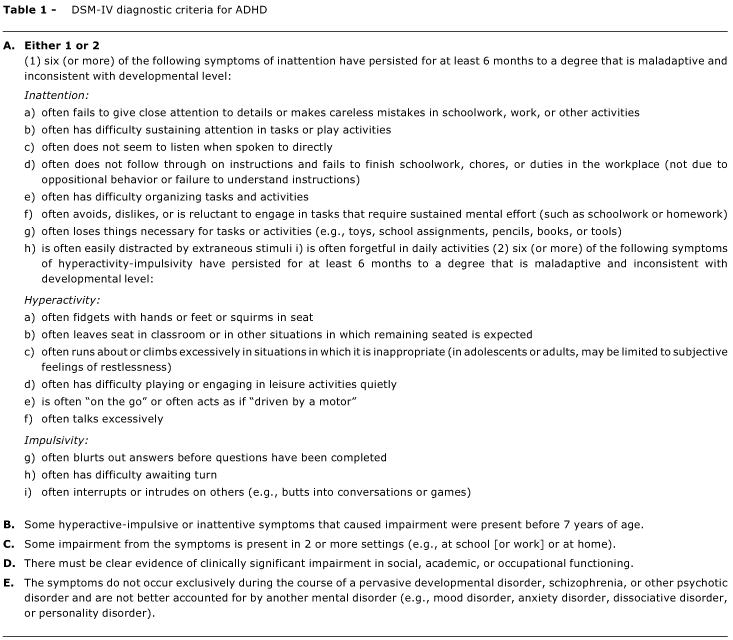 Table 1 - DSM-IV diagnostic criteria for ADHD
A. Either 1 or 2
(1) six (or more) of the following symptoms of inattention have persisted for at least 6 months to a degree that is maladaptive and
inconsistent with developmental level:
Inattention:
a) often fails to give close attention to details or makes careless mistakes in schoolwork, work, or other activities
b) often has difficulty sustaining attention in tasks or play activities
c) often does not seem to listen when spoken to directly
d) often does not follow through on instructions and fails to finish schoolwork, chores, or duties in the workplace (not due to
oppositional behavior or failure to understand instructions)
e) often has difficulty organizing tasks and activities
f) often avoids, dislikes, or is reluctant to engage in tasks that require sustained mental effort (such as schoolwork or homework)
g) often loses things necessary for tasks or activities (e.g., toys, school assignments, pencils, books, or tools)
h) is often easily distracted by extraneous stimuli i) is often forgetful in daily activities (2) six (or more) of the following symptoms
of hyperactivity-impulsivity have persisted for at least 6 months to a degree that is maladaptive and inconsistent with
developmental level:
Hyperactivity:
a) often fidgets with hands or feet or squirms in seat
b) often leaves seat in classroom or in other situations in which remaining seated is expected
c) often runs about or climbs excessively in situations in which it is inappropriate (in adolescents or adults, may be limited to subjective
feelings of restlessness)
d) often has difficulty playing or engaging in leisure activities quietly
e) is often “on the go” or often acts as if “driven by a motor”
f) often talks excessively
Impulsivity:
g) often blurts out answers before questions have been completed
h) often has difficulty awaiting turn
i) often interrupts or intrudes on others (e.g., butts into conversations or games)
B. Some hyperactive-impulsive or inattentive symptoms that caused impairment were present before 7 years of age.
C. Some impairment from the symptoms is present in 2 or more settings (e.g., at school [or work] or at home).
D. There must be clear evidence of clinically significant impairment in social, academic, or occupational functioning.
E. The symptoms do not occur exclusively during the course of a pervasive developmental disorder, schizophrenia, or other psychotic
disorder and are not better accounted for by another mental disorder (e.g., mood disorder, anxiety disorder, dissociative disorder,
or personality disorder).